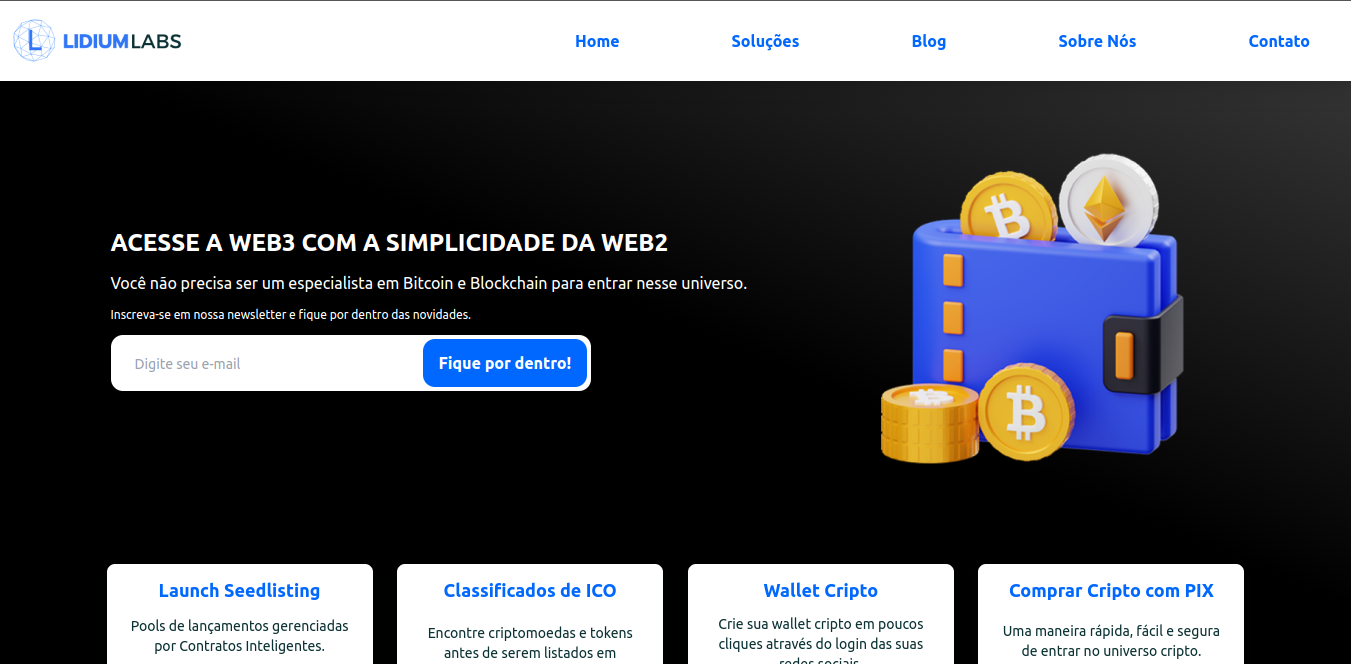 L LIDIUM LABS
Home Soluções Blog Sobre Nós Contato
ACESSE A WEB3 COM A SIMPLICIDADE DA WEB2
Você não precisa ser um especialista em Bitcoin e Blockchain para entrar nesse universo.
Inscreva-se em nossa newsletter e fique por dentro das novidades.
Digite seu e-mail
Fique por dentro!
Launch Seedlisting
Pools de lançamentos gerenciadas
por Contratos Inteligentes.
Classificados de ICO
Encontre criptomoedas e tokens
antes de serem listados em
Wallet Cripto
Crie sua wallet cripto em poucos
cliques através do login das suas
redes sociais.
Comprar Cripto com PIX
Uma maneira rápida, fácil e segura
de entrar no universo cripto.